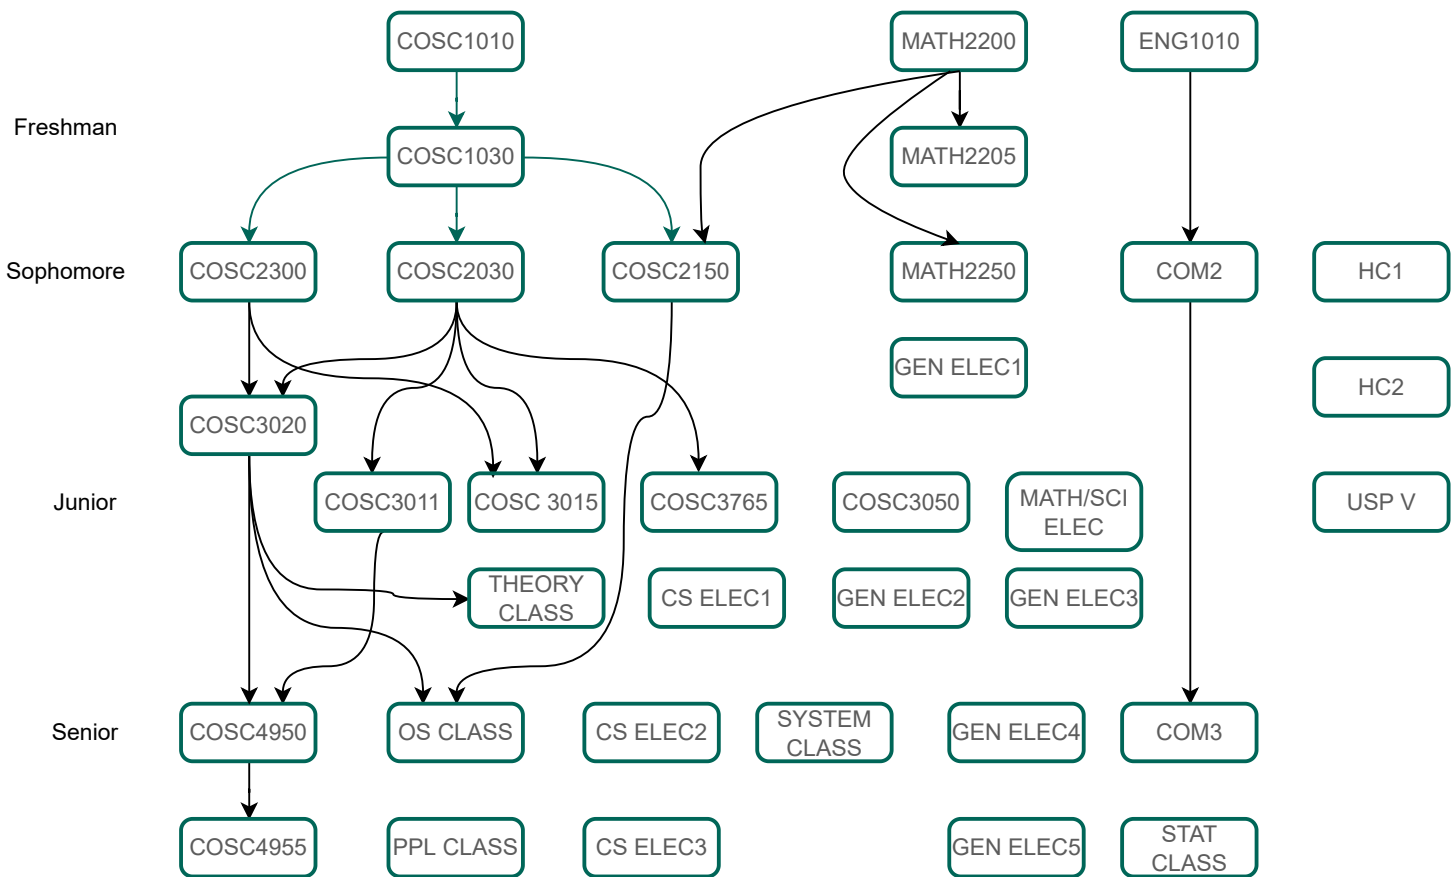 COSC1010
MATH2200
ENG1010
Freshman
COSC1030
MATH2205
Sophomore
COSC2300
COSC2030
COSC2150
MATH2250
COM2
HC1
GEN ELEC1
HC2
COSC3020
Junior
COSC3011
COSC 3015
COSC3765
COSC3050
MATH/SCI
ELEC
USP V
THEORY
CLASS
CS ELEC1
GEN ELEC2
GEN ELEC3
Senior
COSC4950
OS CLASS
CS ELEC2
SYSTEM
CLASS
GEN ELEC4
COM3
COSC4955
PPL CLASS
CS ELEC3
GEN ELEC5
STAT
CLASS